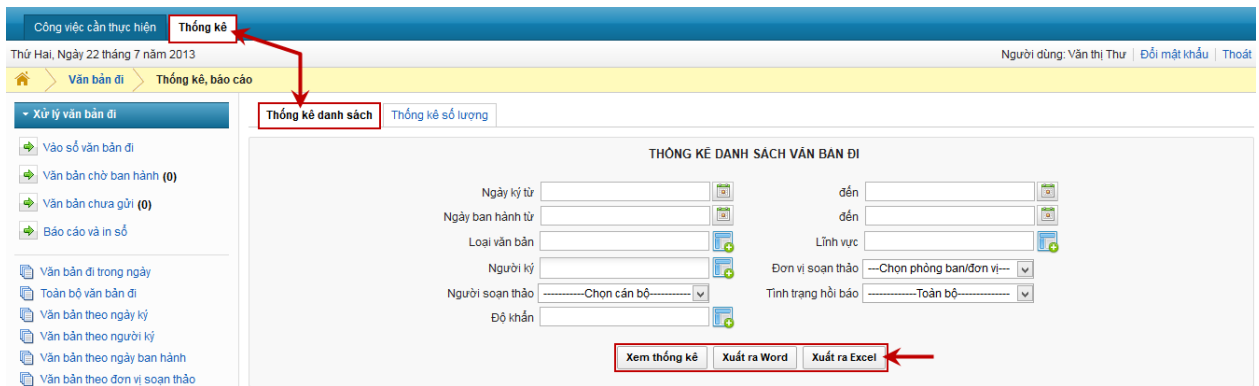 Công việc cần thực hiện Thống kê
Thứ Hai, Ngày 22 tháng 7 năm 2013 Người dùng: Văn thị Thư | Đổi mật khẩu | Thoát
Văn bản đi Thống kê, báo cáo
Xử lý văn bản đi
Vào sổ văn bản đi
Văn bản chờ ban hành (0)
Văn bản chưa gửi (0)
Báo cáo và in sổ
Văn bản đi trong ngày
Toàn bộ văn bản đi
Văn bản theo ngày ký
Văn bản theo người ký
Văn bản theo ngày ban hành
Văn bản theo đơn vị soạn thảo
Thống kê danh sách Thống kê số lượng
THỐNG KÊ DANH SÁCH VĂN BẢN ĐI
Ngày ký từ đến
Ngày ban hành từ đến
Loại văn bản Lĩnh vực
Người ký Đơn vị soạn thảo ---Chọn phòng ban/đơn vị---
Người soạn thảo -----------Chọn cán bộ----------- Tình trạng hồi báo -------------Toàn bộ--------------
Độ khẩn
Xem thống kê Xuất ra Word Xuất ra Excel